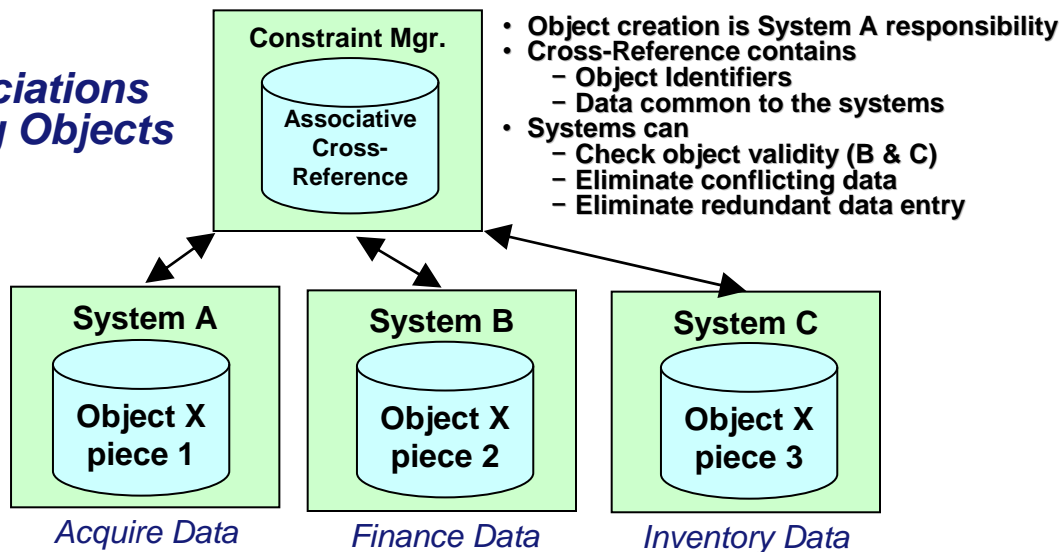 ciations
g Objects
Constraint Mgr.
Associative
Cross-
Reference
• Object creation is System A responsibility
• Cross-Reference contains
– Object Identifiers
– Data common to the systems
• Systems can
– Check object validity (B & C)
– Eliminate conflicting data
– Eliminate redundant data entry
System A
Object X
piece 1
Acquire Data
System B
Object X
piece 2
Finance Data
System C
Object X
piece 3
Inventory Data